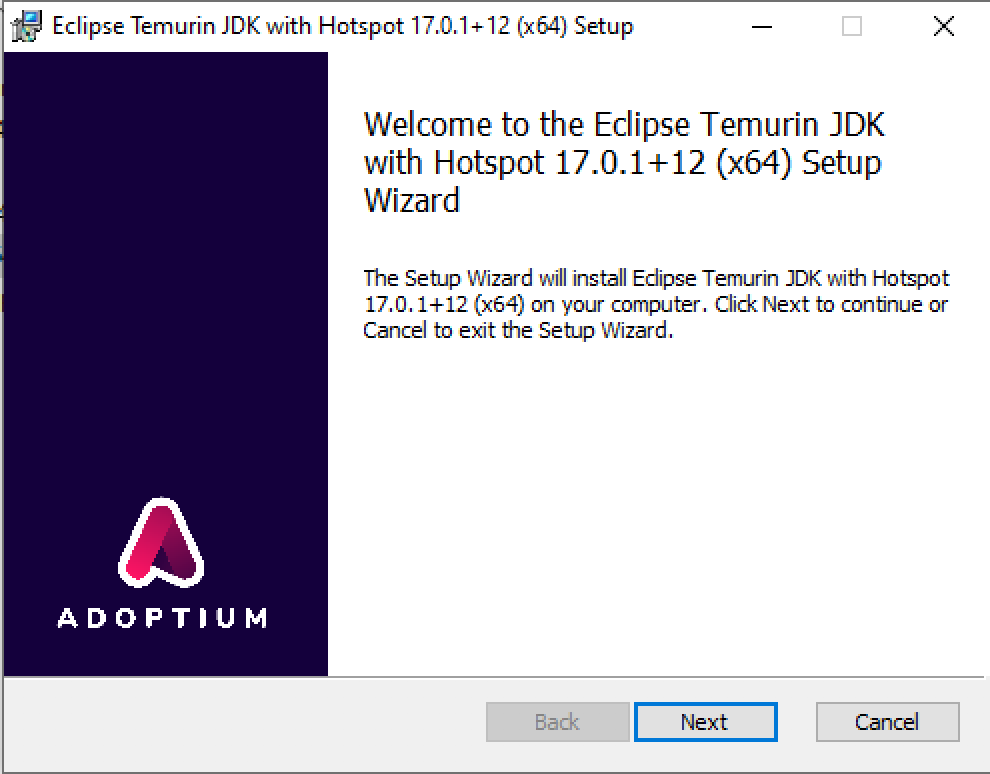 Eclipse Temurin JDK with Hotspot 17.0.1+12 (x64) Setup
Welcome to the Eclipse Temurin JDK
with Hotspot 17.0.1+12 (x64) Setup
Wizard
The Setup Wizard will install Eclipse Temurin JDK with Hotspot
17.0.1+12 (x64) on your computer. Click Next to continue or
Cancel to exit the Setup Wizard.
ADOPTIUM
Back
Next
Cancel